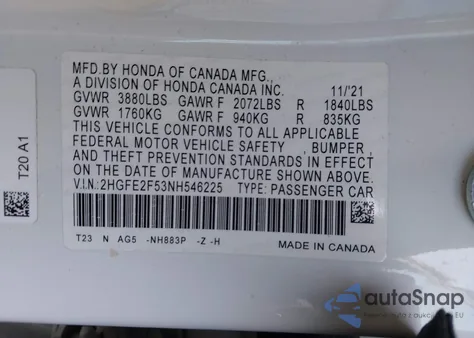 MFD.BY HONDA OF CANADA MFG.,
A DIVISION OF HONDA CANADA INC. 11/'21
GVWR 3880LBS GAWR F 2072LBS R 1840LBS
GVWR 1760KG GAWR F 940KG R 835KG
THIS VEHICLE CONFORMS TO ALL APPLICABLE
FEDERAL MOTOR VEHICLE SAFETY , BUMPER ,
AND THEFT PREVENTION STANDARDS IN EFFECT
ON THE DATE OF MANUFACTURE SHOWN ABOVE.
V.I.N: 2HGFE2F53NH546225 TYPE: PASSENGER CAR
T23 N AG5 -NH883P -Z -H
MADE IN CANADA
T20 A1
autoSnap